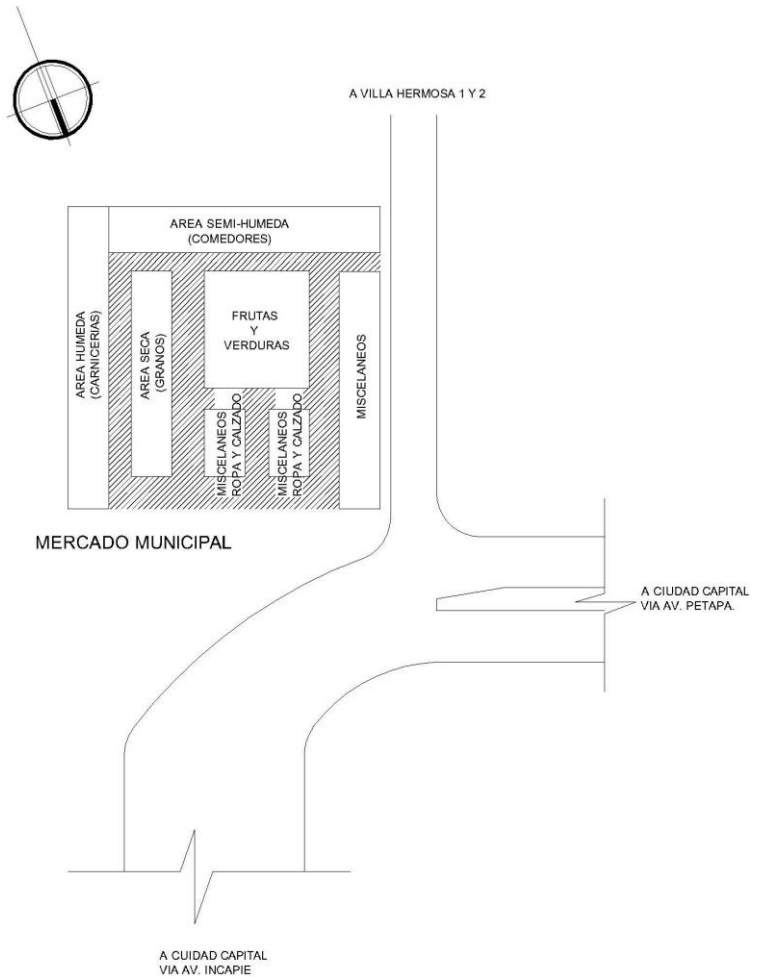 A VILLA HERMOSA 1 Y 2
AREA SEMI-HUMEDA
(COMEDORES)
AREA HUMEDA
(CARNICERIAS)
AREA SECA
(GRANOS)
FRUTAS
Y
VERDURAS
MISCELANEOS
MISCELANEOS
ROPA Y CALZADO
MISCELANEOS
ROPA Y CALZADO
MERCADO MUNICIPAL
A CIUDAD CAPITAL
VIA AV. PETAPA.
A CUIDAD CAPITAL
VIA AV. INCAPIE